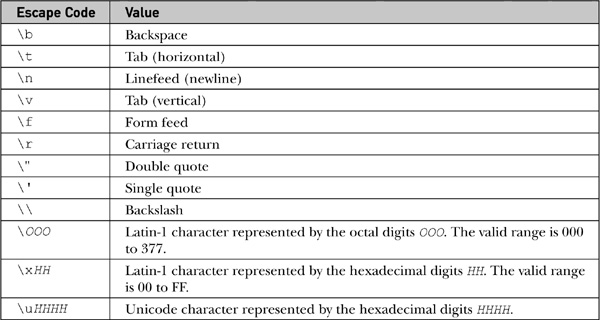 Escape Code Value
\b Backspace
\t Tab (horizontal)
\n Linefeed (newline)
\v Tab (vertical)
\f Form feed
\r Carriage return
\" Double quote
\' Single quote
\\ Backslash
\OOO Latin-1 character represented by the octal digits OOO. The valid range is 000
to 377.
\xHH Latin-1 character represented by the hexadecimal digits HH. The valid range
is 00 to FF.
\uHHHH Unicode character represented by the hexadecimal digits HHHH.